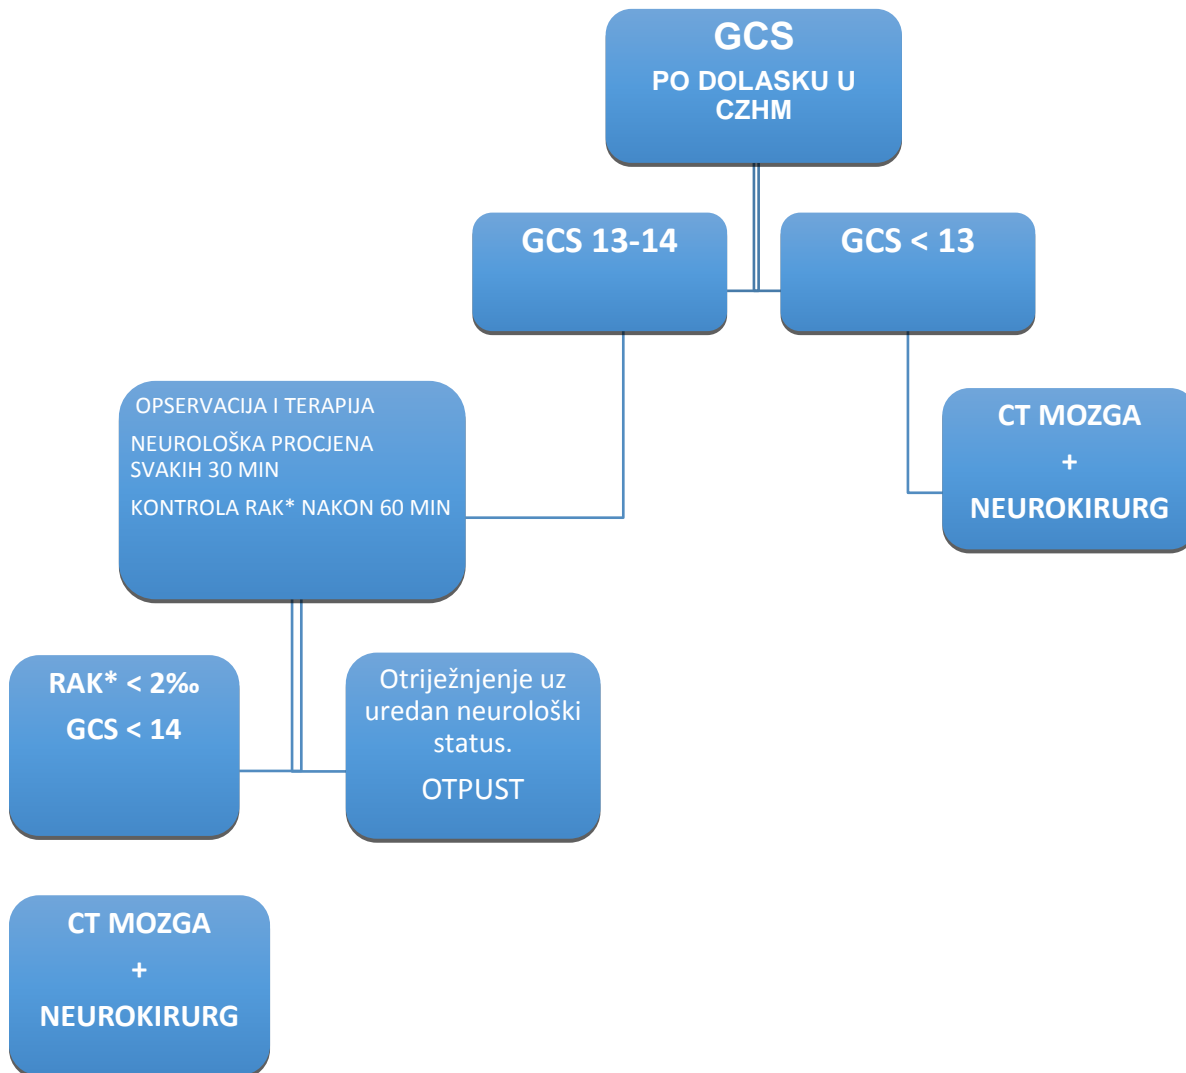 GCS
PO DOLASKU U
CZHM
GCS 13-14
GCS < 13
OPSERVACIJA I TERAPIJA
NEUROLOŠKA PROCJENA
SVAKIH 30 MIN
KONTROLA RAK* NAKON 60 MIN
CT MOZGA
+
NEUROKIRURG
RAK* < 2‰
GCS < 14
Otriježnjenje uz
uredan neurološki
status.
OTPUST
CT MOZGA
+
NEUROKIRURG